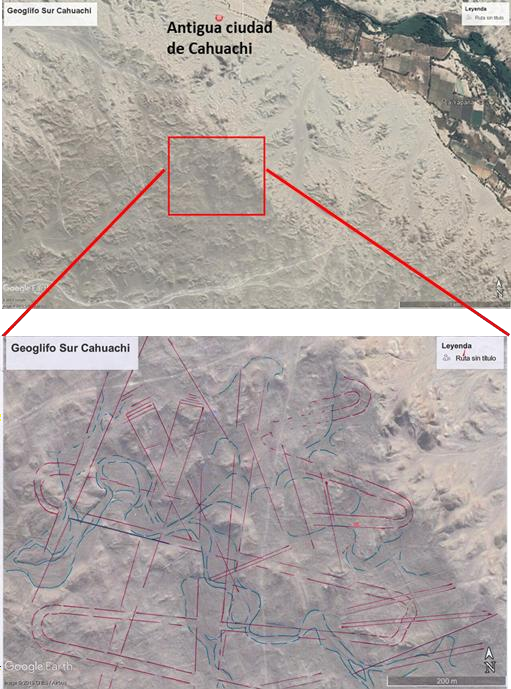 Geoglifo Sur Cahuachi
Antigua ciudad
de Cahuachi
Leyenda
Ruta sin título
Google Earth
N
Geoglifo Sur Cahuachi
Leyenda
Ruta sin título
Google Earth
N
200 m